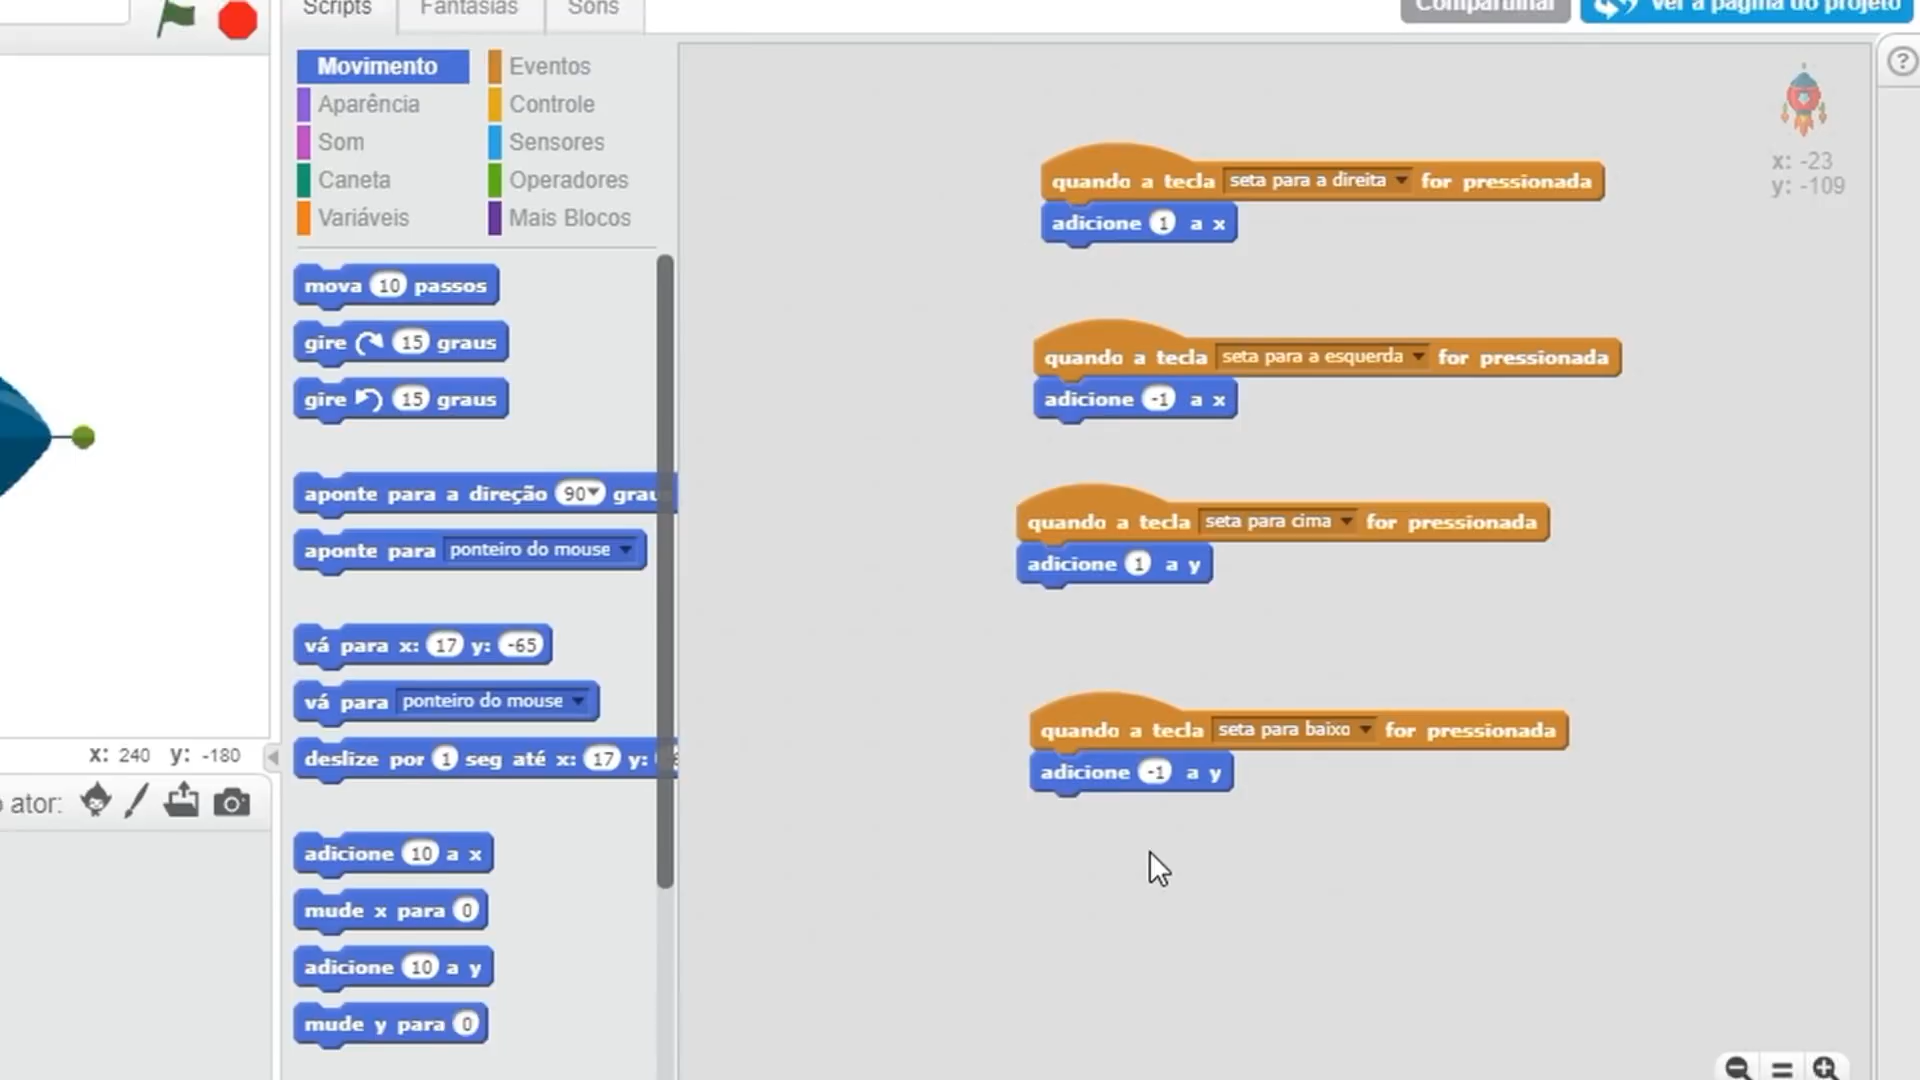 Scripts
Fantasias
Sons
Compartilhar
Ver a página do projeto
Movimento
Eventos
Aparência
Controle
Som
Sensores
Caneta
Operadores
Variáveis
Mais Blocos
mova 10 passos
gire 15 graus
gire 15 graus
aponte para a direção 90 grau
aponte para ponteiro do mouse
vá para x: 17 y: -65
vá para ponteiro do mouse
deslize por 1 seg até x: 17 y:
adicione 10 a x
mude x para 0
adicione 10 a y
mude y para 0
quando a tecla seta para a direita for pressionada
adicione 1 a x
quando a tecla seta para a esquerda for pressionada
adicione -1 a x
quando a tecla seta para cima for pressionada
adicione 1 a y
quando a tecla seta para baixo for pressionada
adicione -1 a y
x: -23
y: -109
?
x: 240 y: -180
ator: